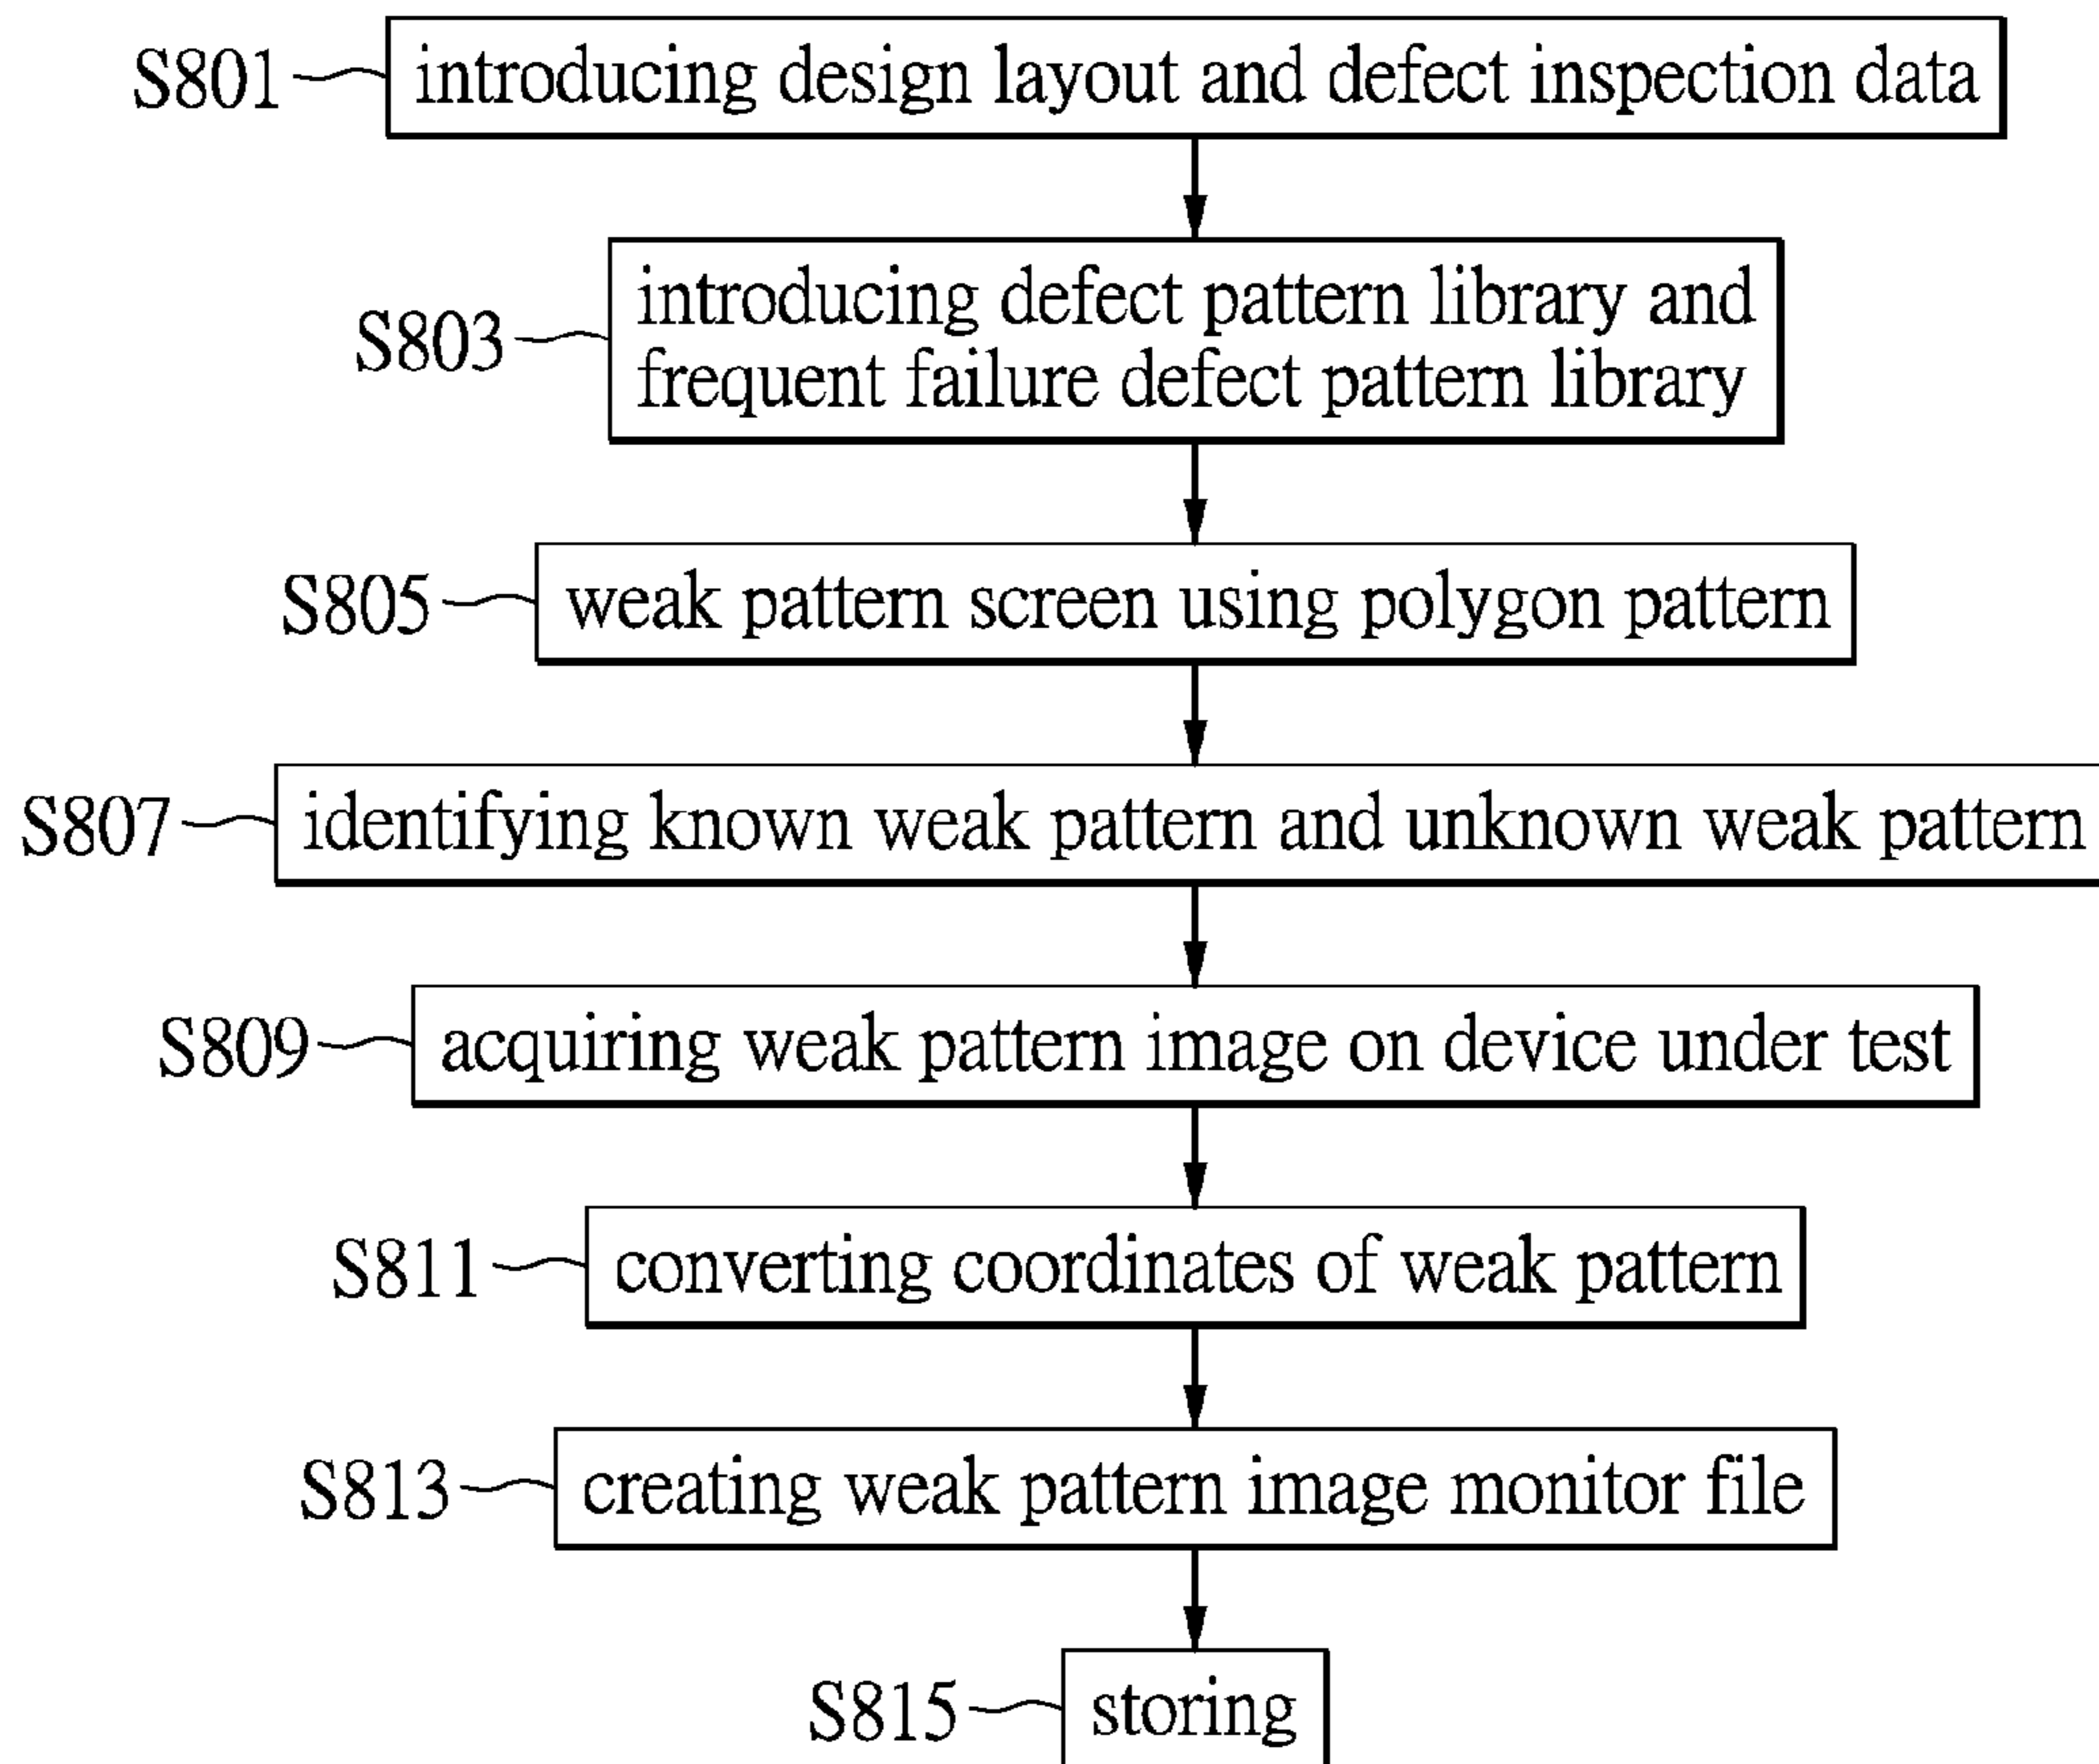 S801 introducing design layout and defect inspection data
S803 introducing defect pattern library and
frequent failure defect pattern library
S805 weak pattern screen using polygon pattern
S807 identifying known weak pattern and unknown weak pattern
S809 acquiring weak pattern image on device under test
S811 converting coordinates of weak pattern
S813 creating weak pattern image monitor file
S815 storing